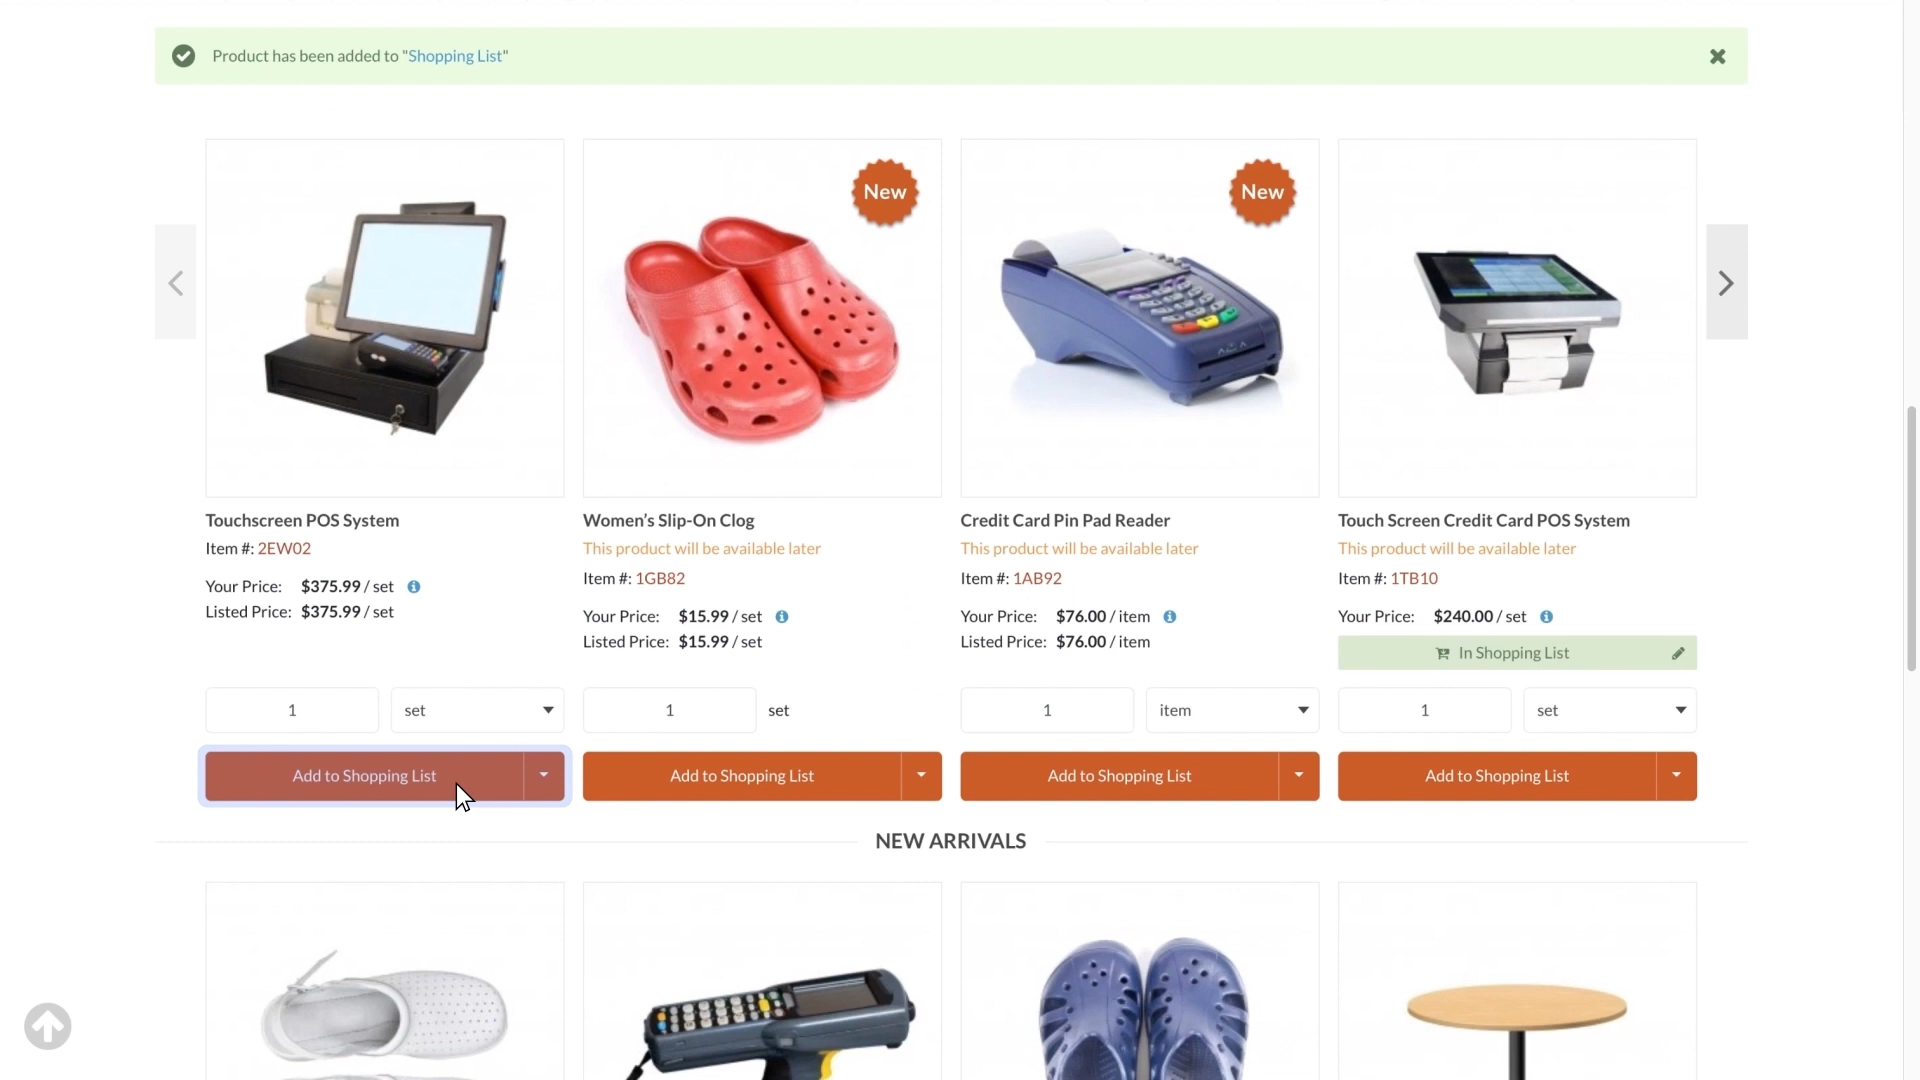 Product has been added to "Shopping List"
New
New
Touchscreen POS System
Item #: 2EW02
Your Price: $375.99 / set
Listed Price: $375.99 / set
1
set
Add to Shopping List
Women’s Slip-On Clog
This product will be available later
Item #: 1GB82
Your Price: $15.99 / set
Listed Price: $15.99 / set
1
set
Add to Shopping List
Credit Card Pin Pad Reader
This product will be available later
Item #: 1AB92
Your Price: $76.00 / item
Listed Price: $76.00 / item
1
item
Add to Shopping List
Touch Screen Credit Card POS System
This product will be available later
Item #: 1TB10
Your Price: $240.00 / set
In Shopping List
1
set
Add to Shopping List
NEW ARRIVALS